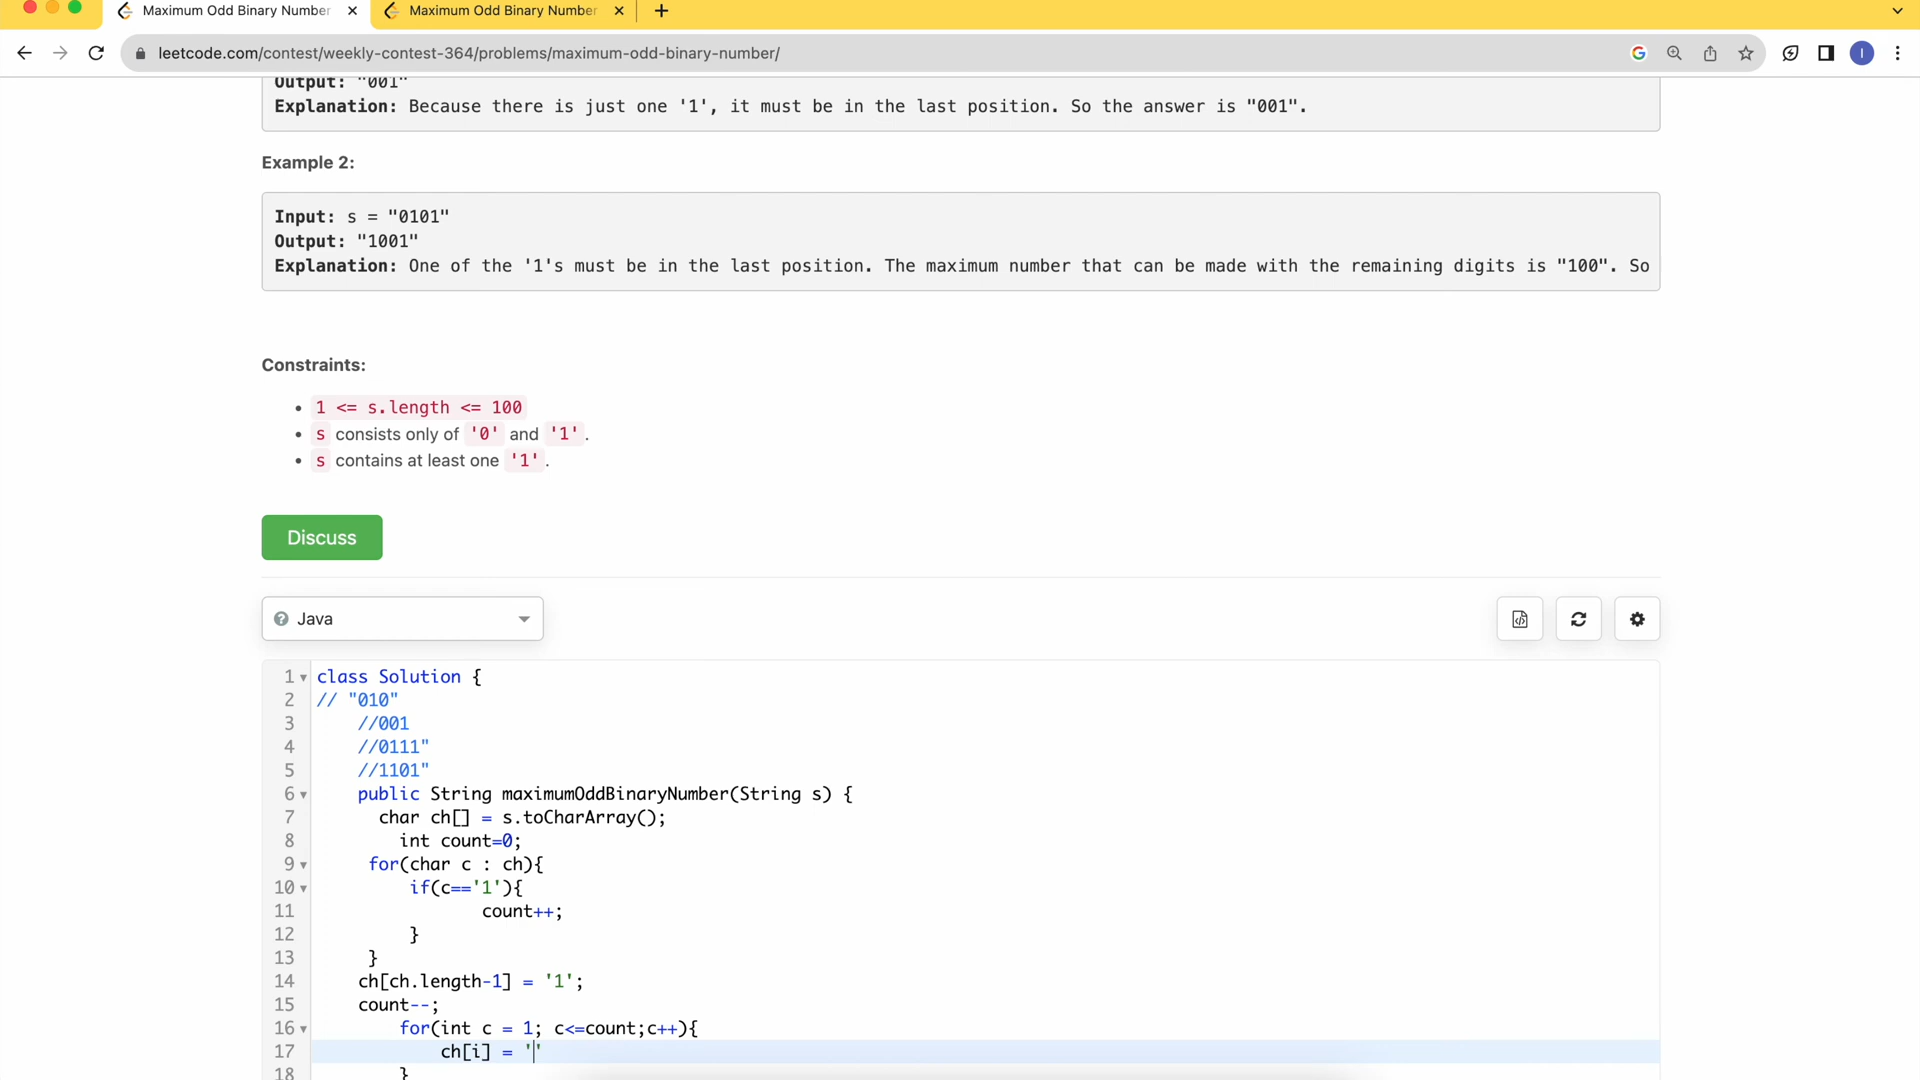 Maximum Odd Binary Number
Maximum Odd Binary Number
leetcode.com/contest/weekly-contest-364/problems/maximum-odd-binary-number/
I
Output: "001"
Explanation: Because there is just one '1', it must be in the last position. So the answer is "001".
Example 2:
Input: s = "0101"
Output: "1001"
Explanation: One of the '1's must be in the last position. The maximum number that can be made with the remaining digits is "100". So
Constraints:
1 <= s.length <= 100
s consists only of '0' and '1'.
s contains at least one '1'.
Discuss
Java
1 class Solution {
2 // "010"
3 //001
4 //0111"
5 //1101"
6 public String maximumOddBinaryNumber(String s) {
7 char ch[] = s.toCharArray();
8 int count=0;
9 for(char c : ch){
10 if(c=='1'){
11 count++;
12 }
13 }
14 ch[ch.length-1] = '1';
15 count--;
16 for(int c = 1; c<=count;c++){
17 ch[i] = ''
18 }